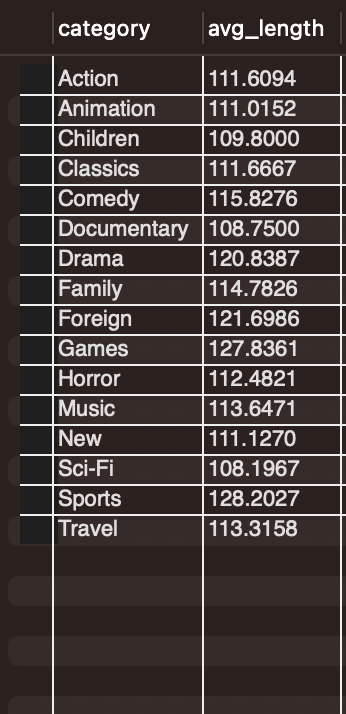 category avg_length
Action 111.6094
Animation 111.0152
Children 109.8000
Classics 111.6667
Comedy 115.8276
Documentary 108.7500
Drama 120.8387
Family 114.7826
Foreign 121.6986
Games 127.8361
Horror 112.4821
Music 113.6471
New 111.1270
Sci-Fi 108.1967
Sports 128.2027
Travel 113.3158